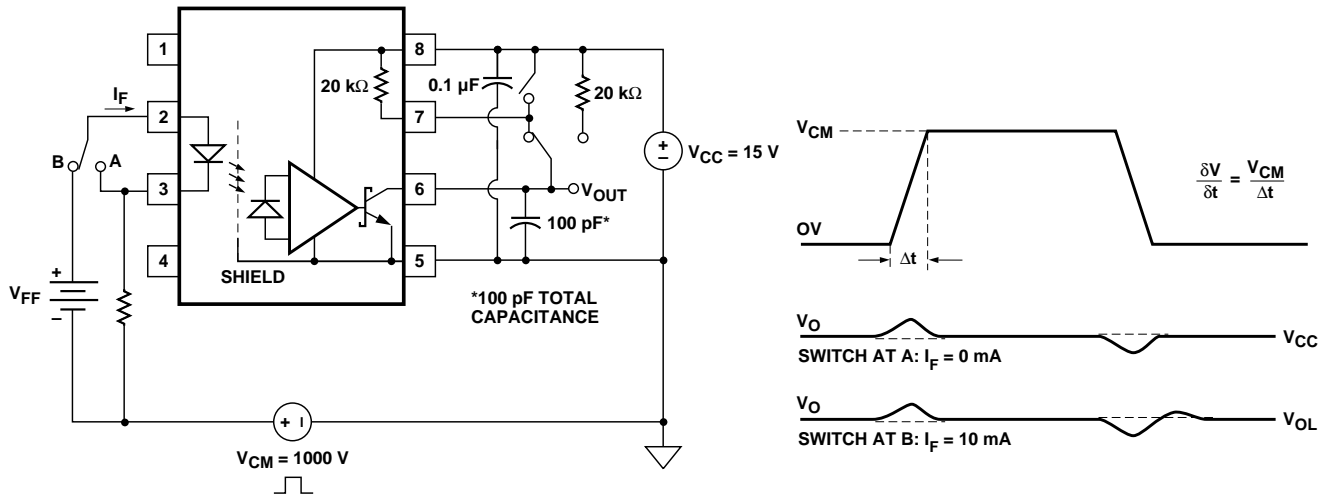 1
8
20 kΩ
0.1 µF
20 kΩ
I_F
2
7
B
A
3
6
V_OUT
V_CC = 15 V
100 pF*
4
5
SHIELD
V_FF
+
–
*100 pF TOTAL
CAPACITANCE
+
–
+ I
V_CM = 1000 V
V_CM
OV
Δt
δV/δt = V_CM/Δt
V_O
V_CC
SWITCH AT A: I_F = 0 mA
V_O
V_OL
SWITCH AT B: I_F = 10 mA